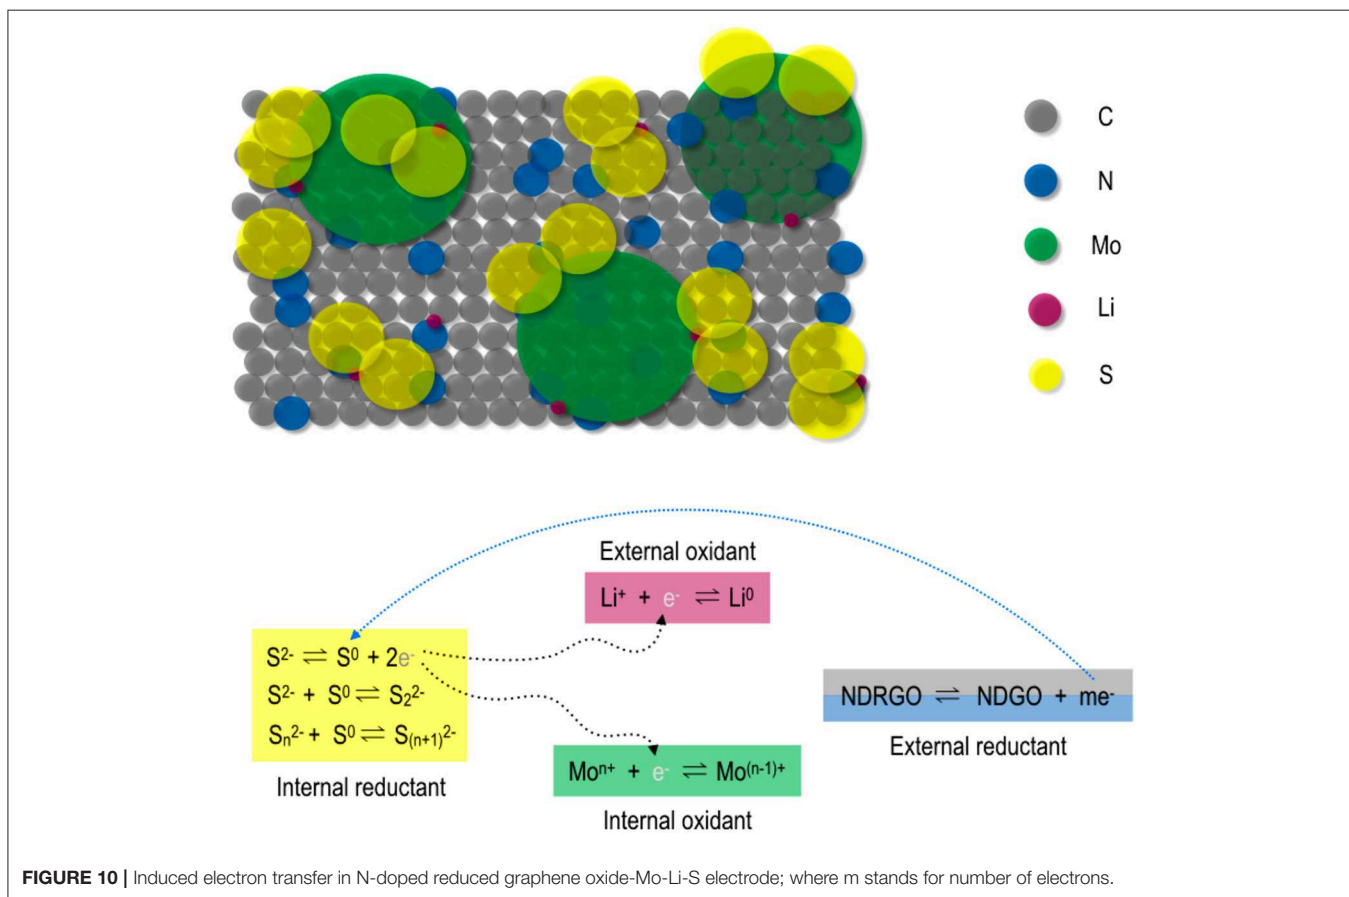 C
N
Mo
Li
S
External oxidant
Li⁺ + e⁻ ⇌ Li⁰
S²⁻ ⇌ S⁰ + 2e⁻
S²⁻ + S⁰ ⇌ S₂²⁻
Sₙ²⁻ + S⁰ ⇌ S₍ₙ₊₁₎²⁻
Internal reductant
NDRGO ⇌ NDGO + me⁻
External reductant
Moⁿ⁺ + e⁻ ⇌ Mo⁽ⁿ⁻¹⁾⁺
Internal oxidant
FIGURE 10 | Induced electron transfer in N-doped reduced graphene oxide-Mo-Li-S electrode; where m stands for number of electrons.